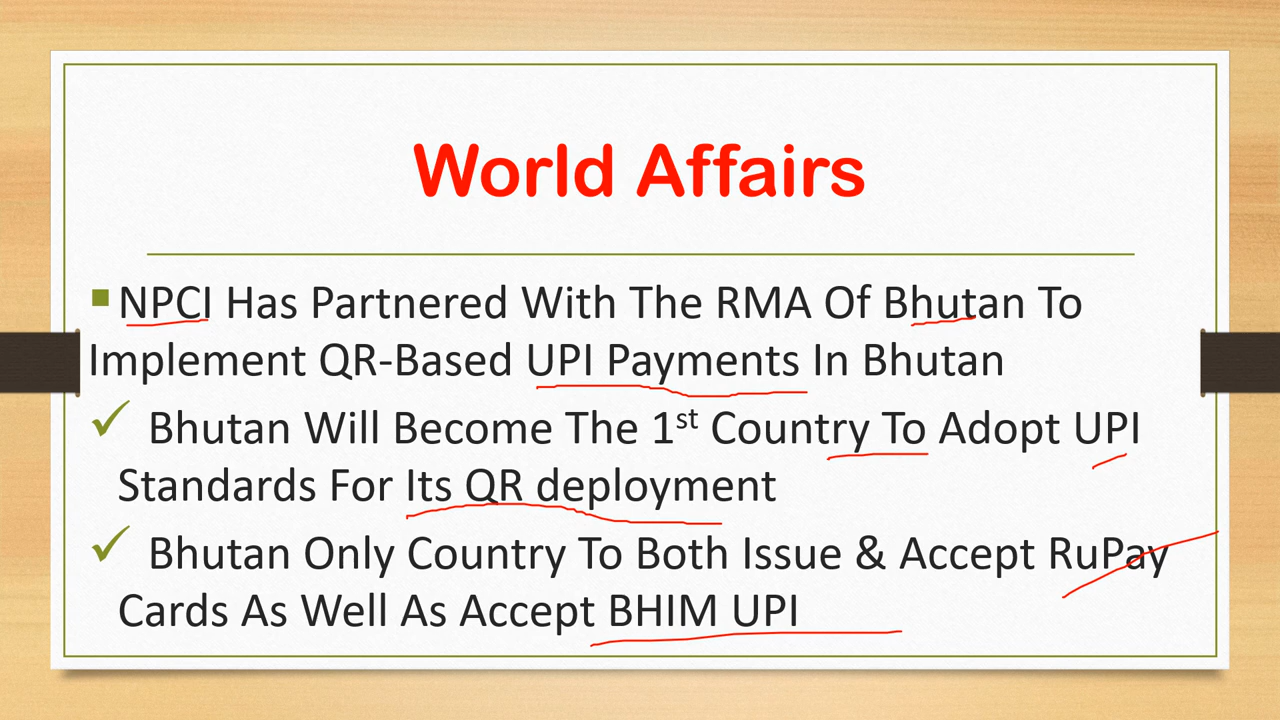 World Affairs
NPCI Has Partnered With The RMA Of Bhutan To
Implement QR-Based UPI Payments In Bhutan
Bhutan Will Become The 1st Country To Adopt UPI
Standards For Its QR deployment
Bhutan Only Country To Both Issue & Accept RuPay
Cards As Well As Accept BHIM UPI